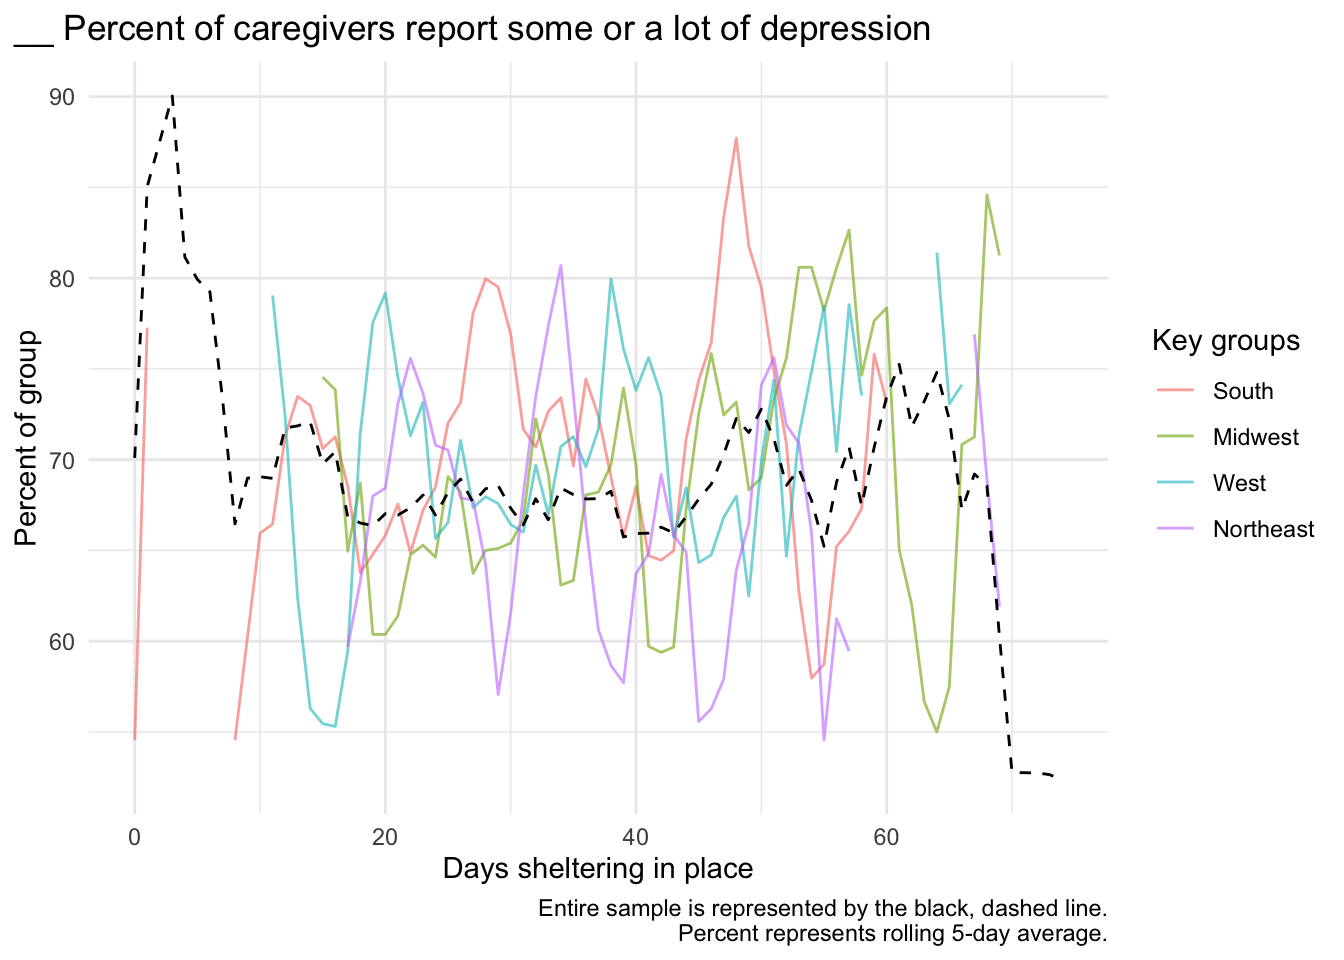 __ Percent of caregivers report some or a lot of depression
90
80
70
60
Percent of group
0 20 40 60
Days sheltering in place
Key groups
South
Midwest
West
Northeast
Entire sample is represented by the black, dashed line.
Percent represents rolling 5-day average.